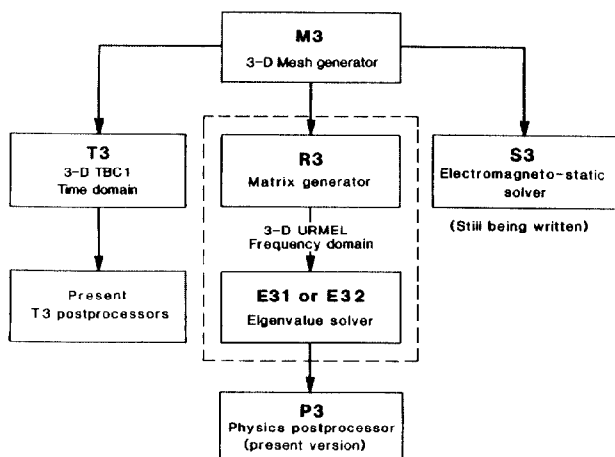 M3
3-D Mesh generator
T3
3-D TBC1
Time domain
R3
Matrix generator
S3
Electromagneto-static
solver
(Still being written)
3-D URMEL
Frequency domain
Present
T3 postprocessors
E31 or E32
Eigenvalue solver
P3
Physics postprocessor
(present version)